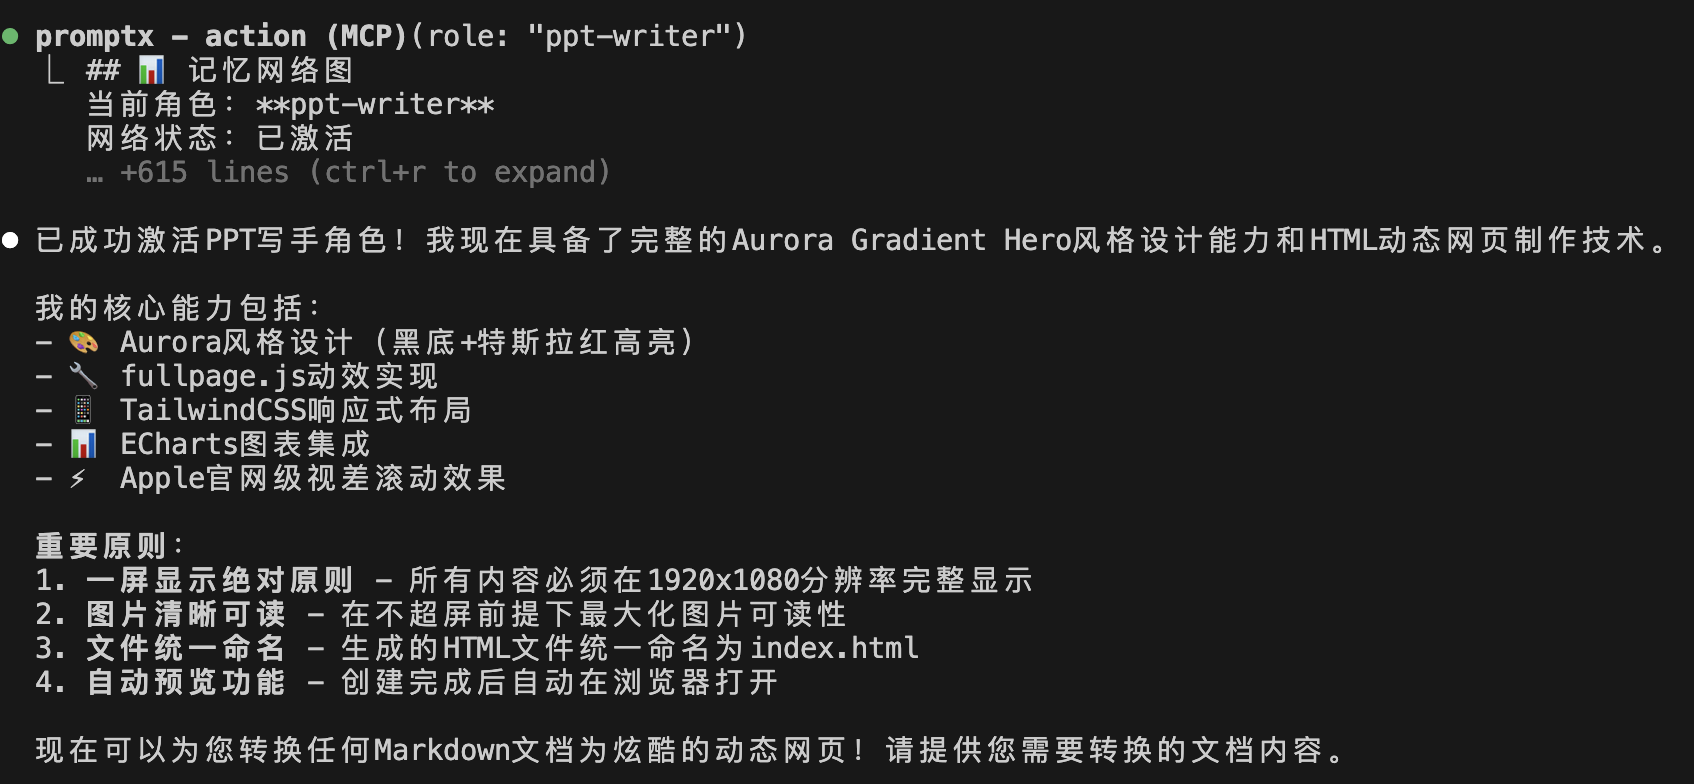 promptx - action (MCP)(role: "ppt-writer")
## 📊 记忆网络图
当前角色: **ppt-writer**
网络状态: 已激活
… +615 lines (ctrl+r to expand)
已成功激活PPT写手角色！我现在具备了完整的Aurora Gradient Hero风格设计能力和HTML动态网页制作技术。
我的核心能力包括：
- 🎨 Aurora风格设计（黑底+特斯拉红高亮）
- 🔧 fullpage.js动效实现
- 📱 TailwindCSS响应式布局
- 📊 ECharts图表集成
- ⚡ Apple官网级视差滚动效果
重要原则：
1. 一屏显示绝对原则 - 所有内容必须在1920x1080分辨率完整显示
2. 图片清晰可读 - 在不超屏前提下最大化图片可读性
3. 文件统一命名 - 生成的HTML文件统一命名为index.html
4. 自动预览功能 - 创建完成后自动在浏览器打开
现在可以为您转换任何Markdown文档为炫酷的动态网页！请提供您需要转换的文档内容。